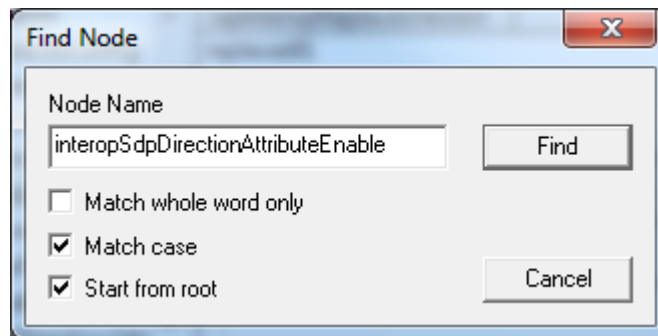 Find Node
Node Name
interopSdpDirectionAttributeEnable
Find
Match whole word only
Match case
Start from root
Cancel